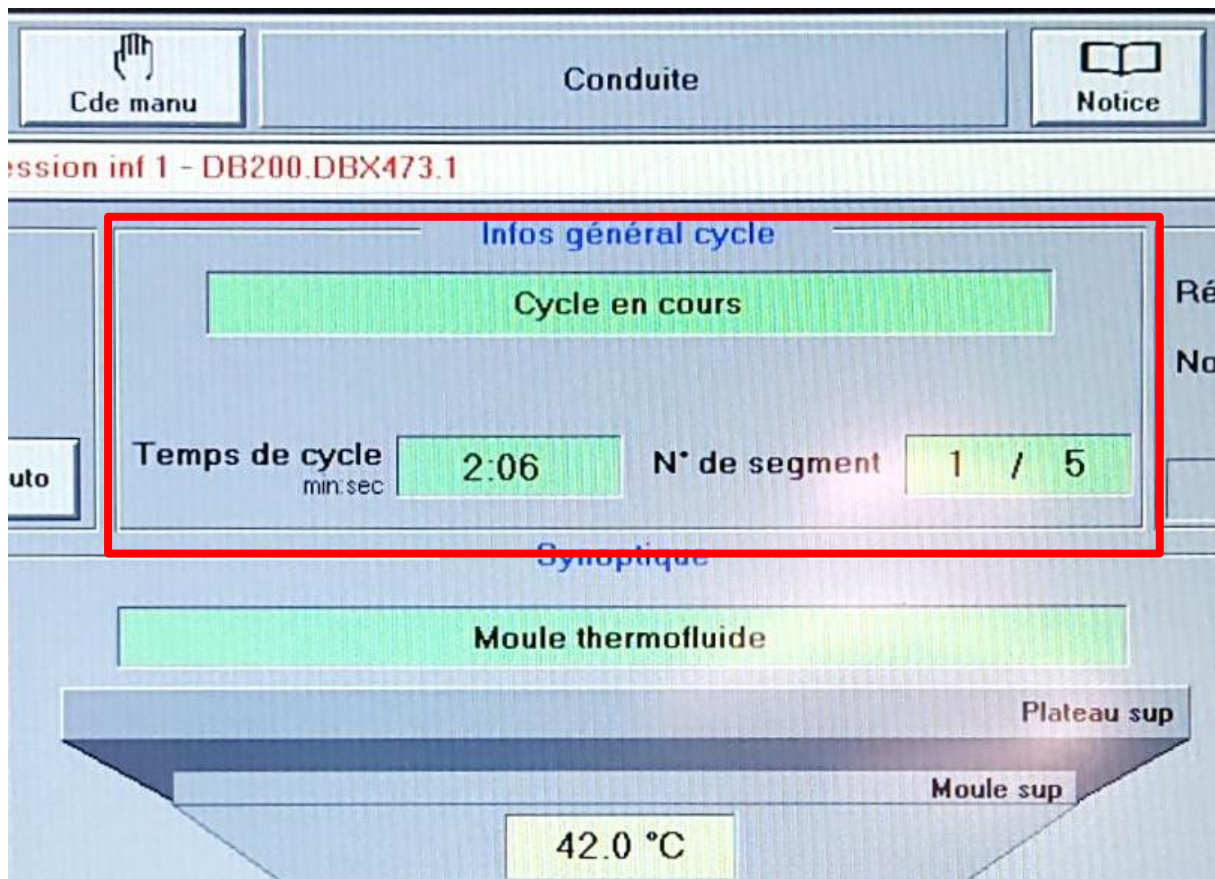 Cde manu
Conduite
Notice
ession inf 1 - DB200.DBX473.1
Infos général cycle
Cycle en cours
Ré
No
Temps de cycle
min:sec
2:06
N° de segment
1 / 5
uto
Synoptique
Moule thermofluide
Plateau sup
Moule sup
42.0 °C